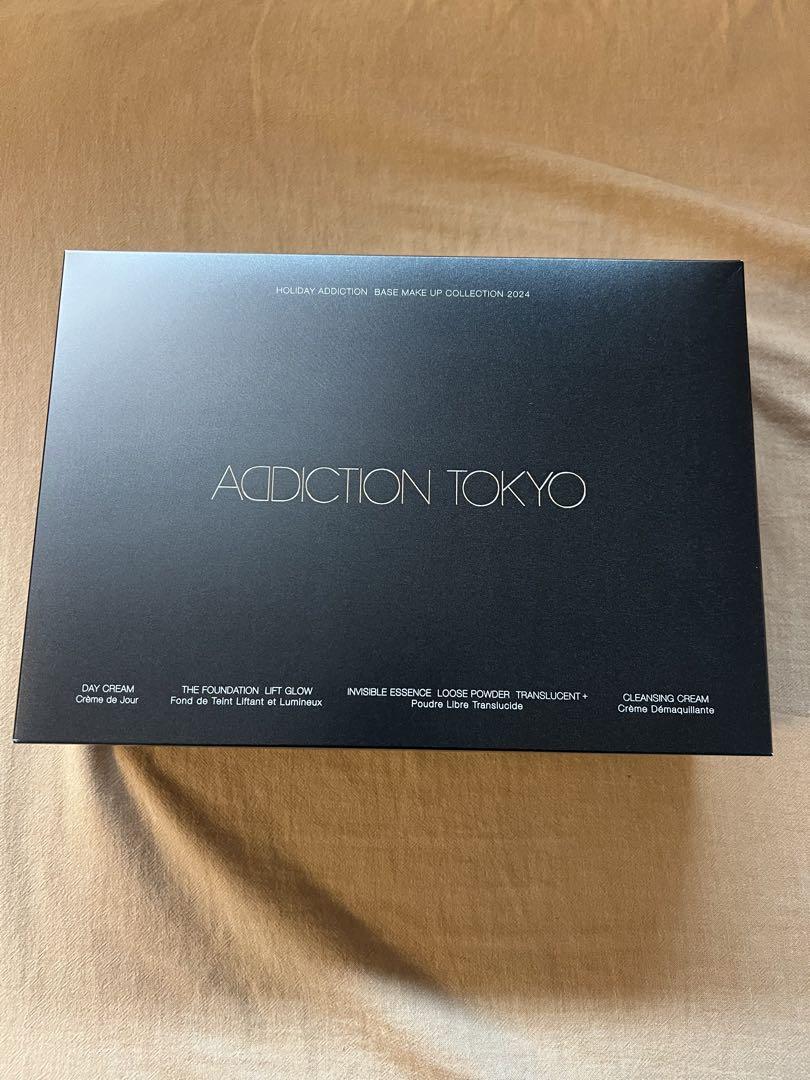 HOLIDAY ADDICTION BASE MAKE UP COLLECTION 2024
ADDICTION TOKYO
DAY CREAM
Crème de Jour
THE FOUNDATION LIFT GLOW
Fond de Teint Liftant et Lumineux
INVISIBLE ESSENCE LOOSE POWDER TRANSLUCENT +
Poudre Libre Translucide
CLEANSING CREAM
Crème Démaquillante